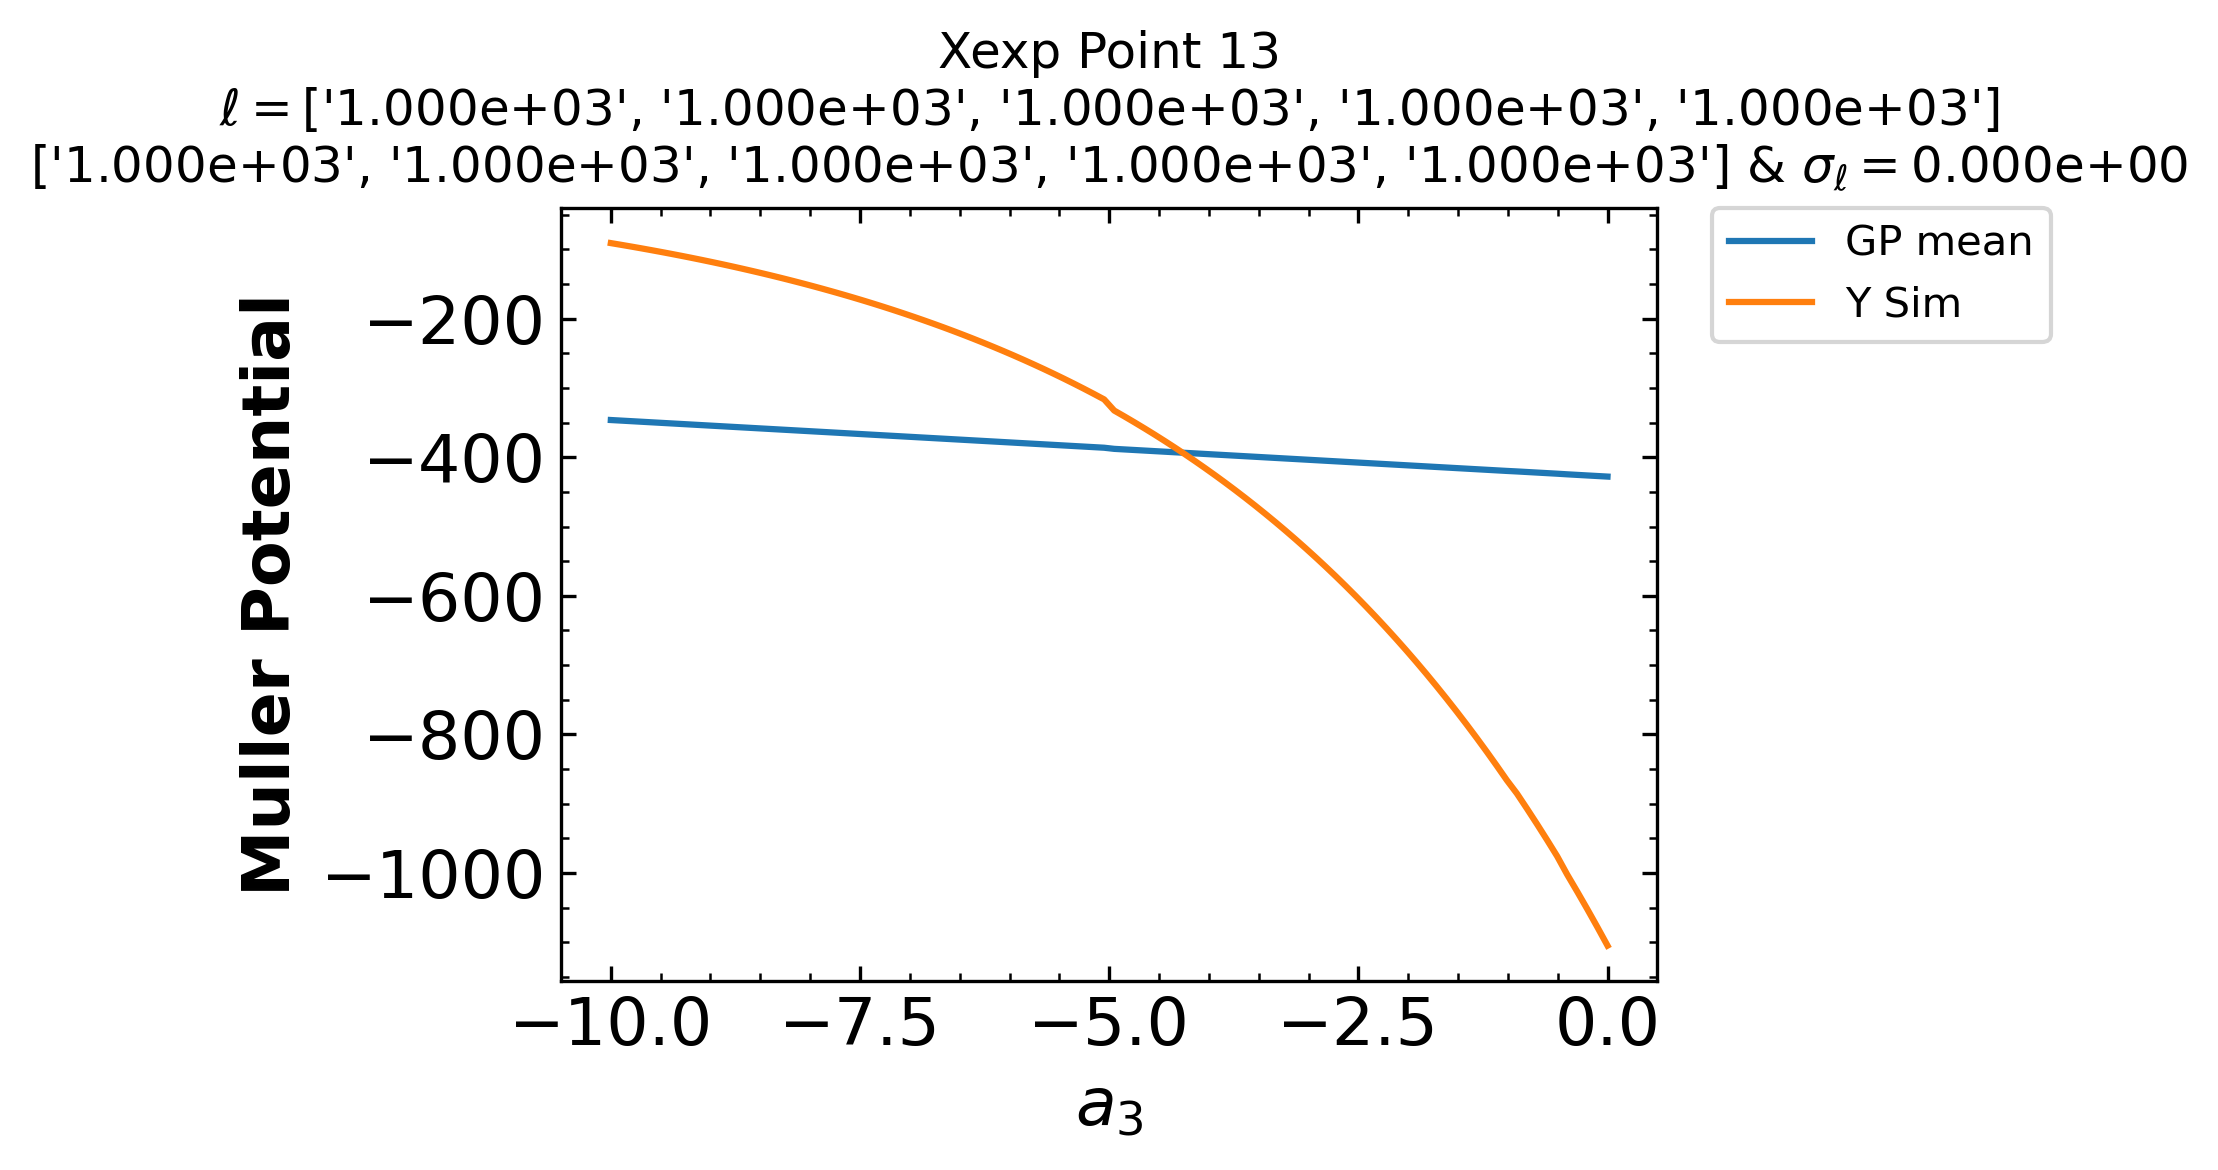 Xexp Point 13
ℓ = ['1.000e+03', '1.000e+03', '1.000e+03', '1.000e+03', '1.000e+03']
['1.000e+03', '1.000e+03', '1.000e+03', '1.000e+03', '1.000e+03'] & σ_ℓ = 0.000e+00
GP mean
Y Sim
Muller Potential
−200
−400
−600
−800
−1000
−10.0 −7.5 −5.0 −2.5 0.0
a₃